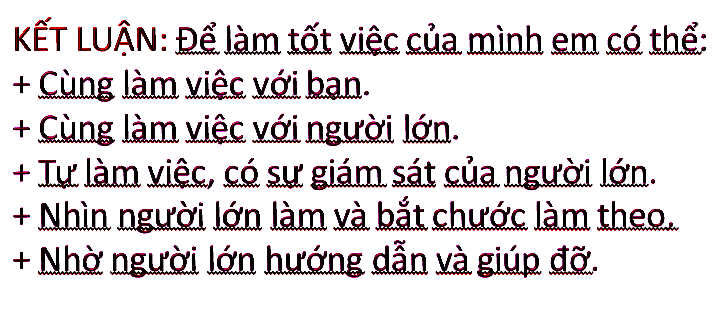 KẾT LUẬN: Để làm tốt việc của mình em có thể:
+ Cùng làm việc với bạn.
+ Cùng làm việc với người lớn.
+ Tự làm việc, có sự giám sát của người lớn.
+ Nhìn người lớn làm và bắt chước làm theo.
+ Nhờ người lớn hướng dẫn và giúp đỡ.